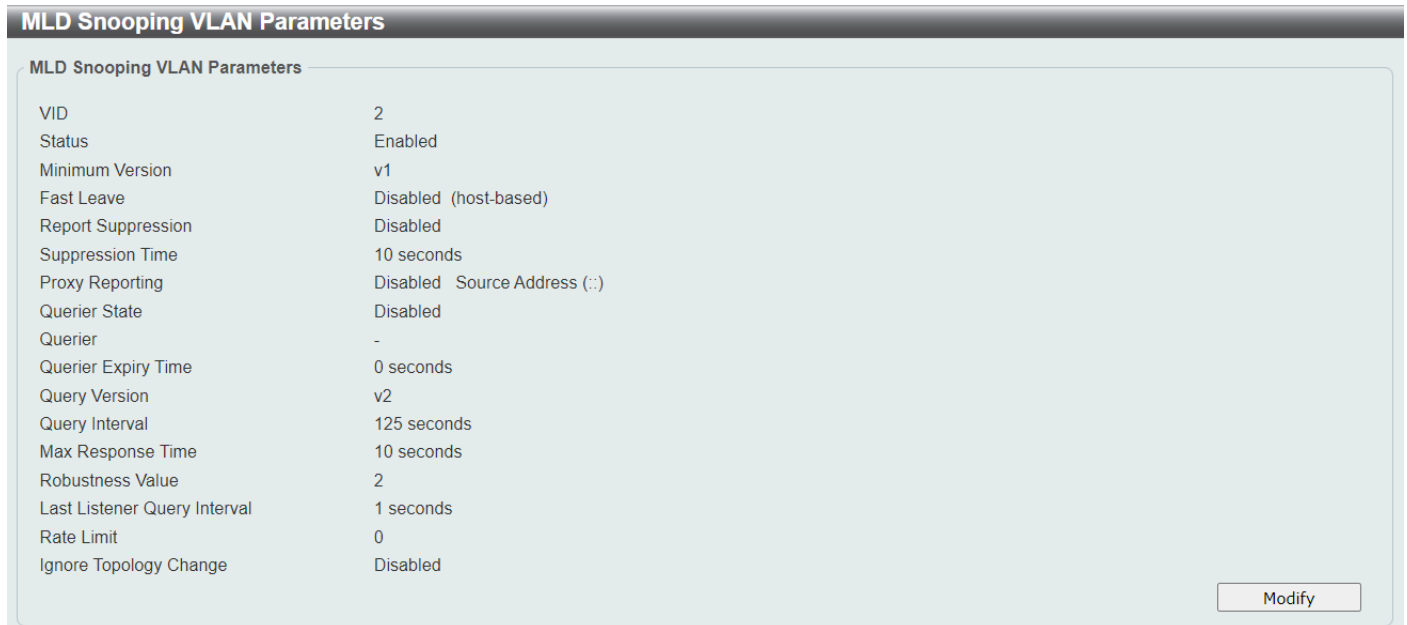 MLD Snooping VLAN Parameters
MLD Snooping VLAN Parameters
VID 2
Status Enabled
Minimum Version v1
Fast Leave Disabled (host-based)
Report Suppression Disabled
Suppression Time 10 seconds
Proxy Reporting Disabled Source Address (::)
Querier State Disabled
Querier -
Querier Expiry Time 0 seconds
Query Version v2
Query Interval 125 seconds
Max Response Time 10 seconds
Robustness Value 2
Last Listener Query Interval 1 seconds
Rate Limit 0
Ignore Topology Change Disabled
Modify